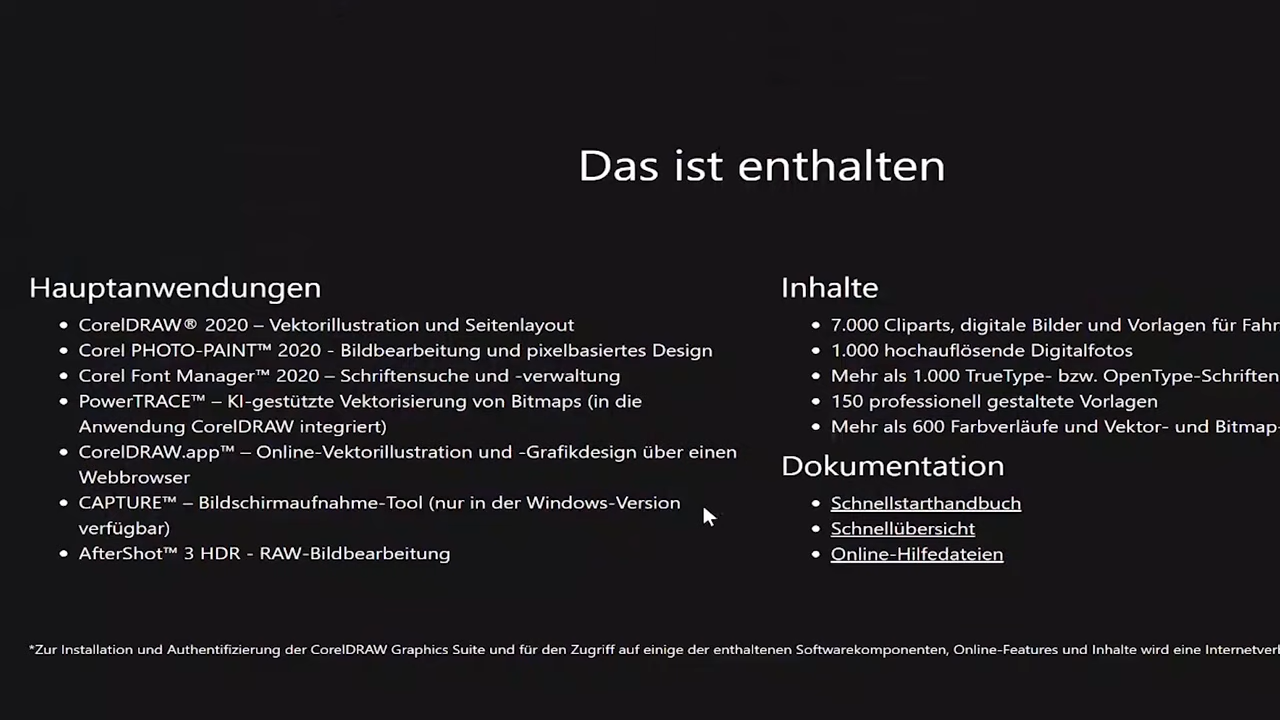 Das ist enthalten
Hauptanwendungen
• CorelDRAW® 2020 – Vektorillustration und Seitenlayout
• Corel PHOTO-PAINT™ 2020 - Bildbearbeitung und pixelbasiertes Design
• Corel Font Manager™ 2020 – Schriftensuche und -verwaltung
• PowerTRACE™ – KI-gestützte Vektorisierung von Bitmaps (in die
Anwendung CorelDRAW integriert)
• CorelDRAW.app™ – Online-Vektorillustration und -Grafikdesign über einen
Webbrowser
• CAPTURE™ – Bildschirmaufnahme-Tool (nur in der Windows-Version
verfügbar)
• AfterShot™ 3 HDR - RAW-Bildbearbeitung
Inhalte
• 7.000 Cliparts, digitale Bilder und Vorlagen für
• 1.000 hochauflösende Digitalfotos
• Mehr als 1.000 TrueType- bzw. OpenType-Schriften
• 150 professionell gestaltete Vorlagen
• Mehr als 600 Farbverläufe und Vektor- und Bitmap-
Dokumentation
• Schnellstarthandbuch
• Schnellübersicht
• Online-Hilfedateien
*Zur Installation und Authentifizierung der CorelDRAW Graphics Suite und für den Zugriff auf einige der enthaltenen Softwarekomponenten, Online-Features und Inhalte wird eine